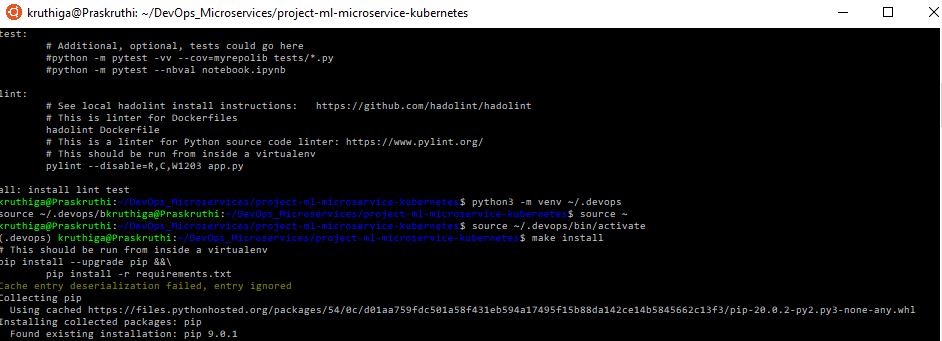 kruthiga@Praskruthi: ~/DevOps_Microservices/project-ml-microservice-kubernetes
test:
# Additional, optional, tests could go here
#python -m pytest -vv --cov=myrepolib tests/*.py
#python -m pytest --nbval notebook.ipynb
lint:
# See local hadolint install instructions:   https://github.com/hadolint/hadolint
# This is linter for Dockerfiles
hadolint Dockerfile
# This is a linter for Python source code linter: https://www.pylint.org/
# This should be run from inside a virtualenv
pylint --disable=R,C,W1203 app.py
all: install lint test
kruthiga@Praskruthi:~/DevOps_Microservices/project-ml-microservice-kubernetes$ python3 -m venv ~/.devops
source ~/.devops/bkruthiga@Praskruthi:~/DevOps_Microservices/project-ml-microservice-kubernetes$ source ~
kruthiga@Praskruthi:~/DevOps_Microservices/project-ml-microservice-kubernetes$ source ~/.devops/bin/activate
(.devops) kruthiga@Praskruthi:~/DevOps_Microservices/project-ml-microservice-kubernetes$ make install
# This should be run from inside a virtualenv
pip install --upgrade pip &&\
pip install -r requirements.txt
Cache entry deserialization failed, entry ignored
Collecting pip
Using cached https://files.pythonhosted.org/packages/54/0c/d01aa759fdc501a58f431eb594a17495f15b88da142ce14b5845662c13f3/pip-20.0.2-py2.py3-none-any.whl
Installing collected packages: pip
Found existing installation: pip 9.0.1